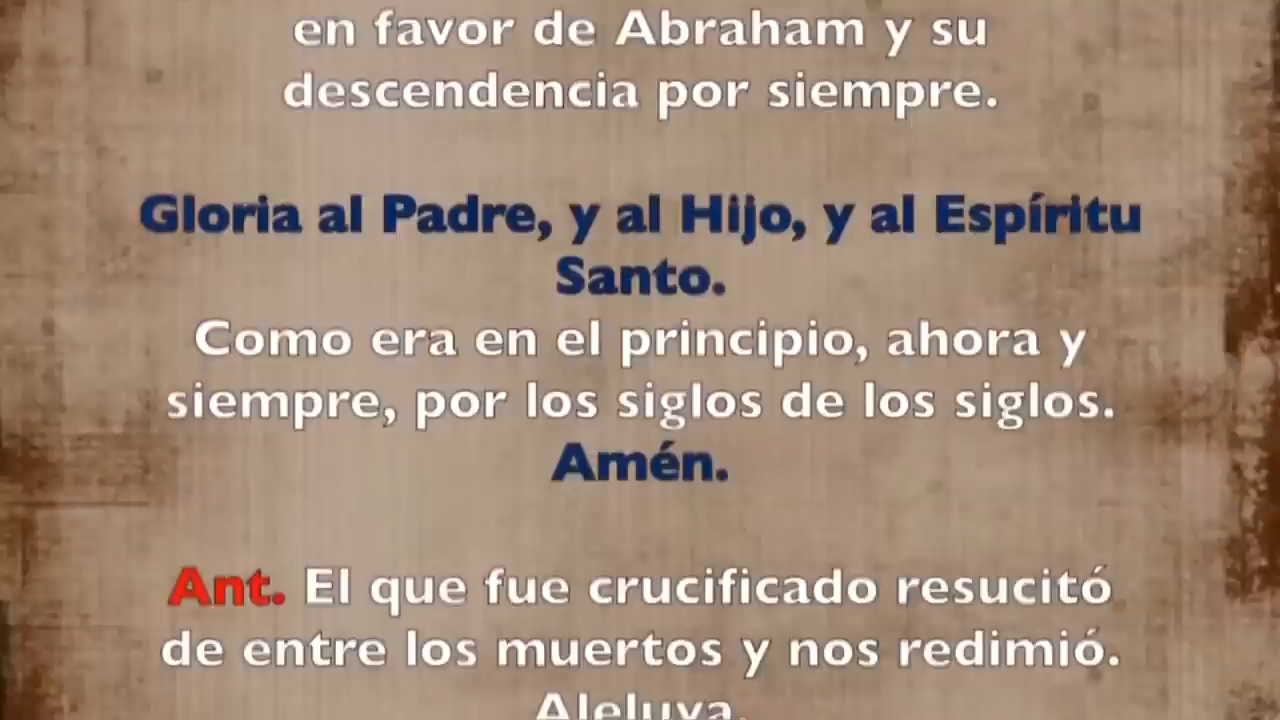 en favor de Abraham y su
descendencia por siempre.
Gloria al Padre, y al Hijo, y al Espíritu
Santo.
Como era en el principio, ahora y
siempre, por los siglos de los siglos.
Amén.
Ant. El que fue crucificado resucitó
de entre los muertos y nos redimió.
Aleluya.